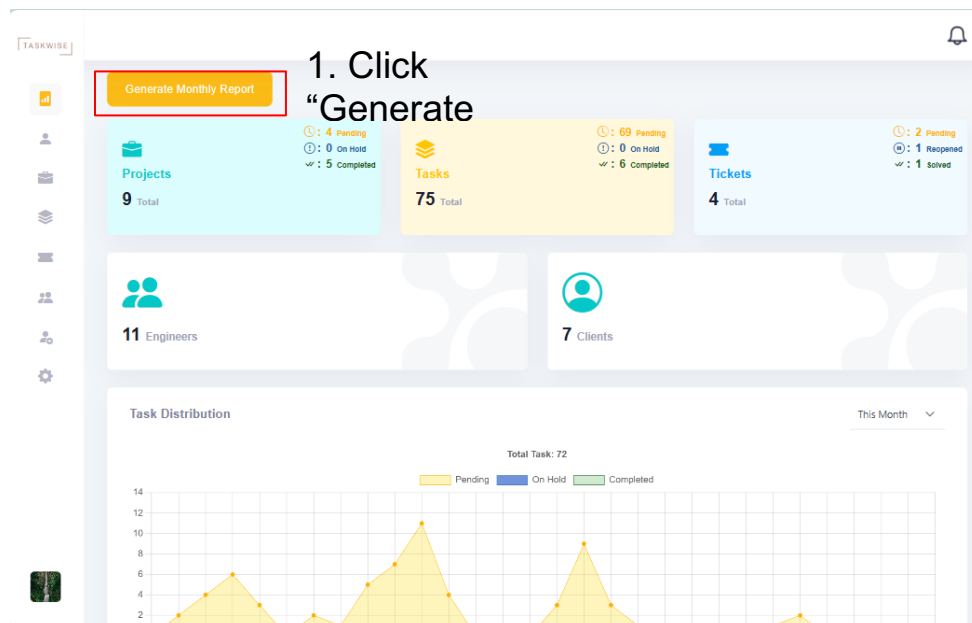 TASKWISE
1. Click
“Generate
Generate Monthly Report
Projects
9 Total
: 4 Pending
: 0 On Hold
: 5 Completed
Tasks
75 Total
: 69 Pending
: 0 On Hold
: 6 Completed
Tickets
4 Total
: 2 Pending
: 1 Reopened
: 1 Solved
11 Engineers
7 Clients
Task Distribution
This Month
Total Task: 72
Pending On Hold Completed
14
12
10
8
6
4
2